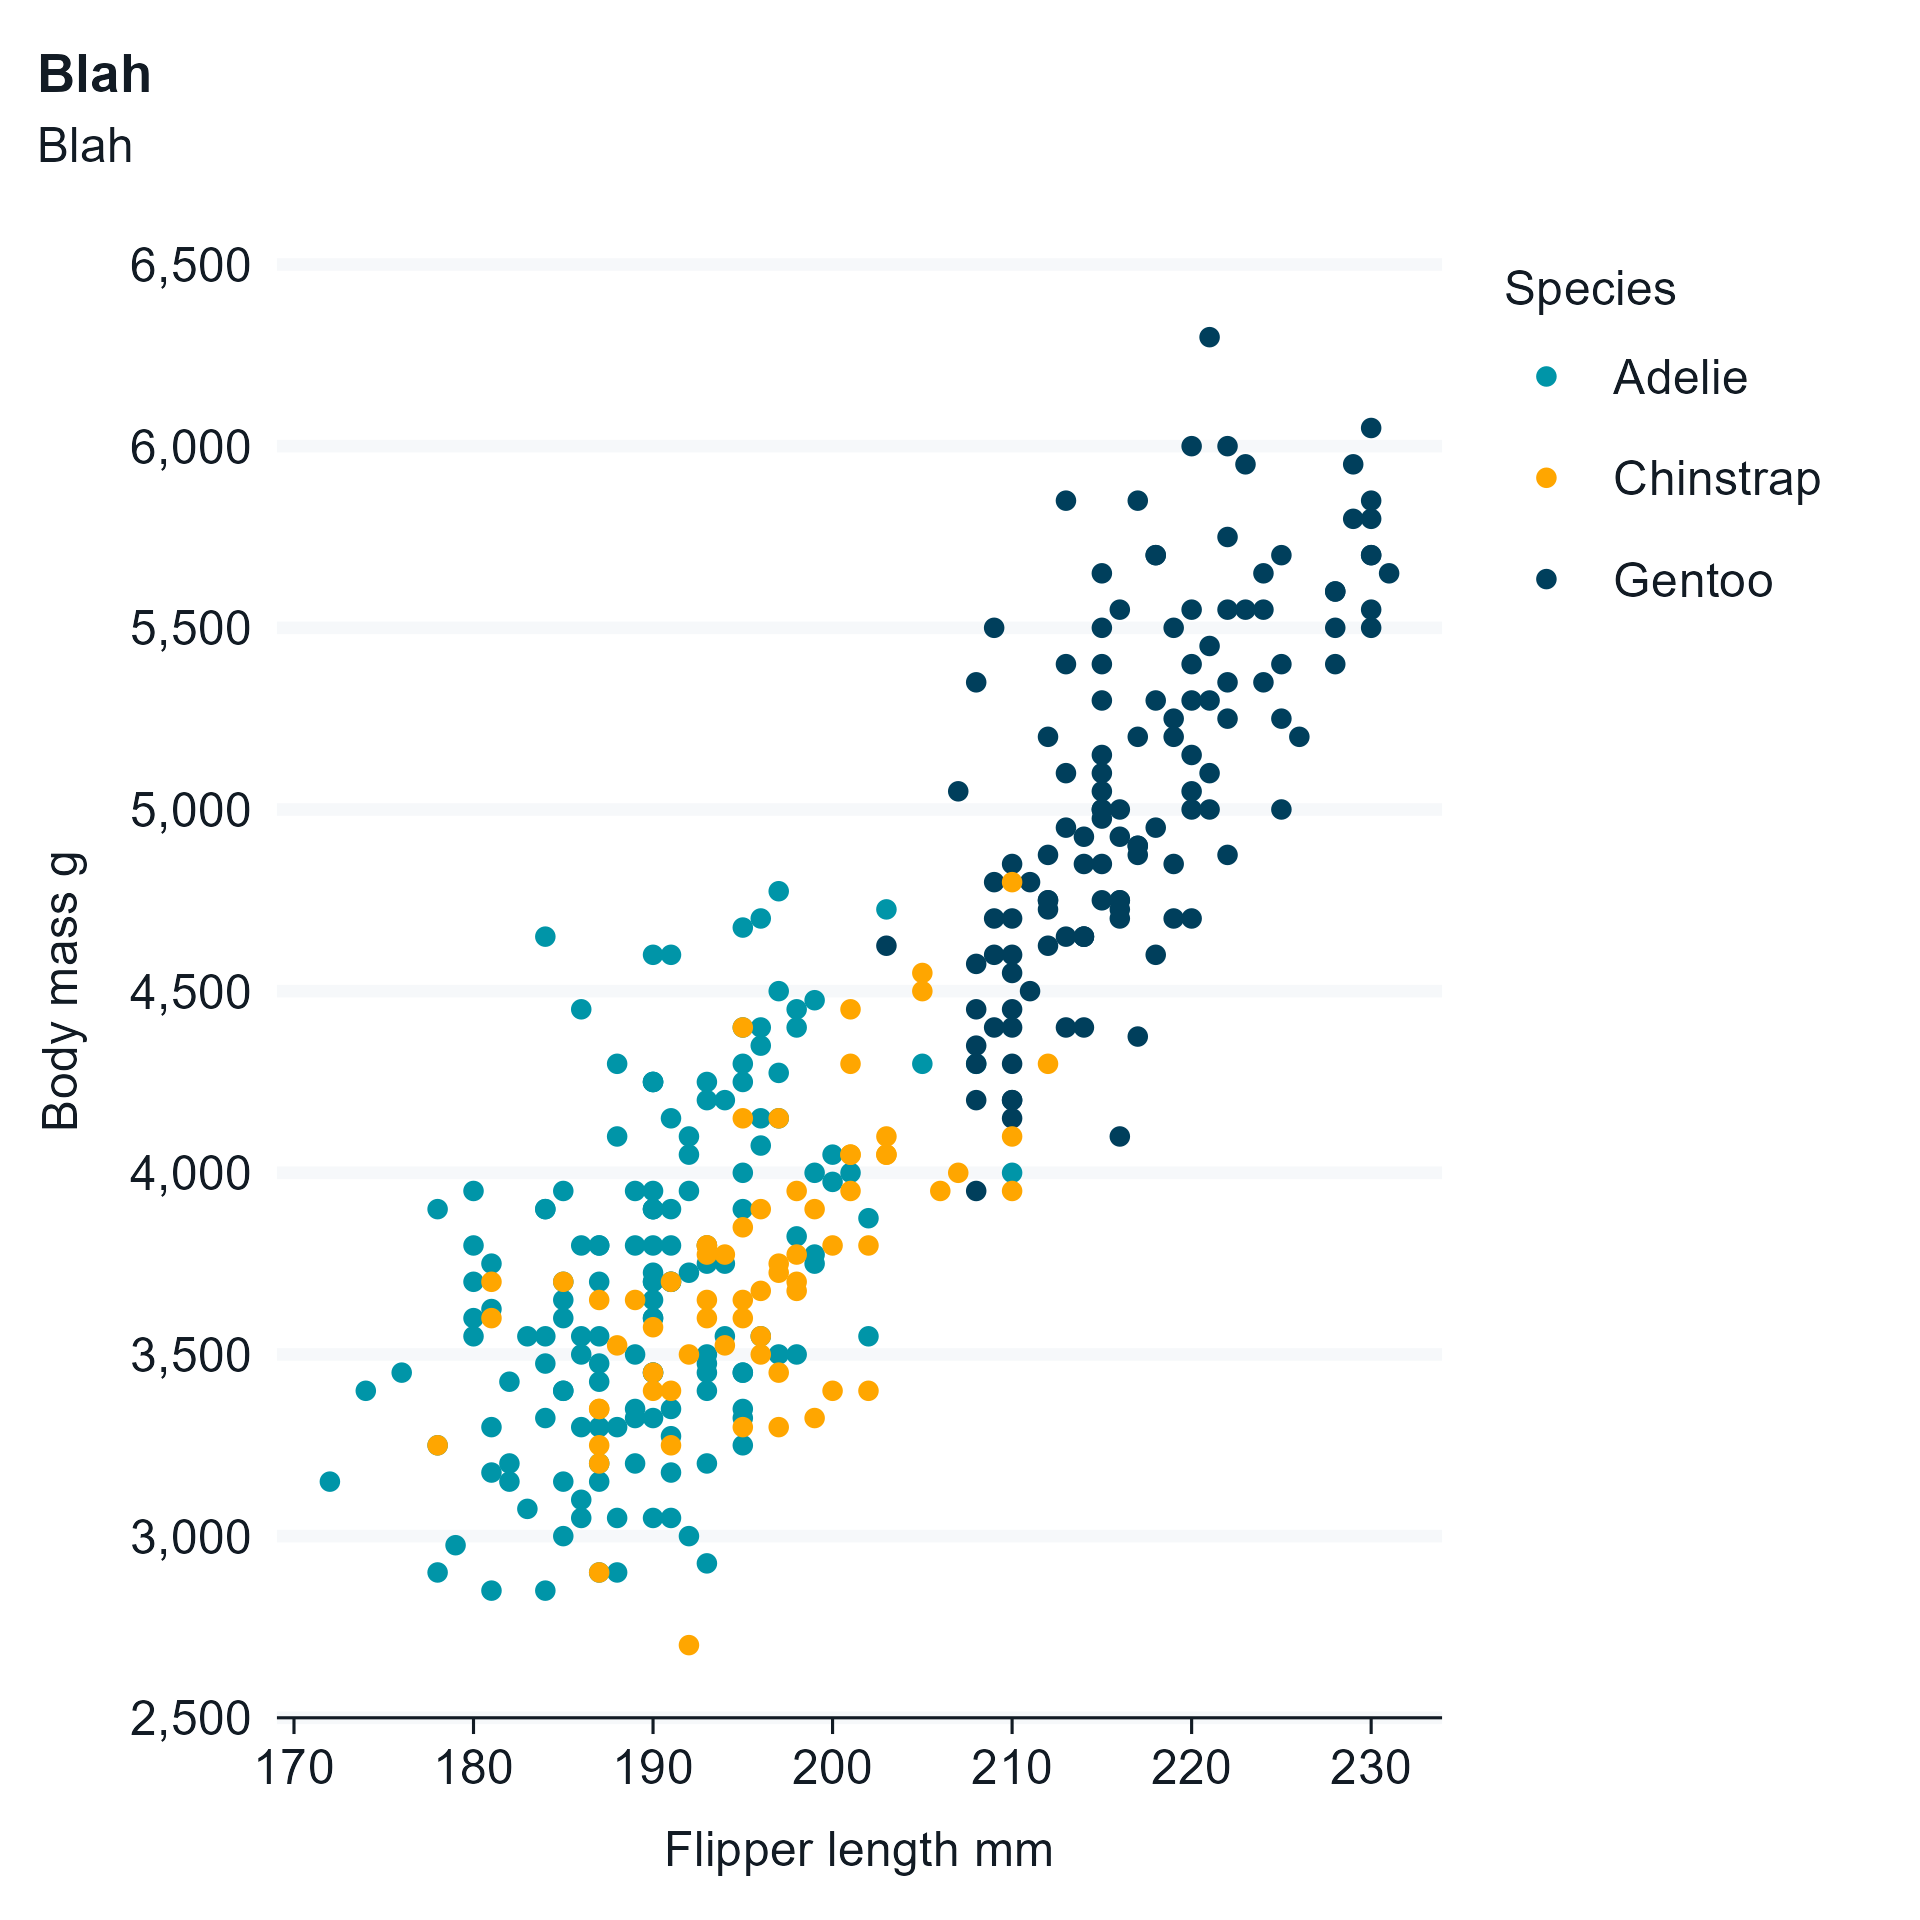 Blah
Blah
6,500
6,000
5,500
5,000
4,500
4,000
3,500
3,000
2,500
Body mass g
170 180 190 200 210 220 230
Flipper length mm
Species
Adelie
Chinstrap
Gentoo